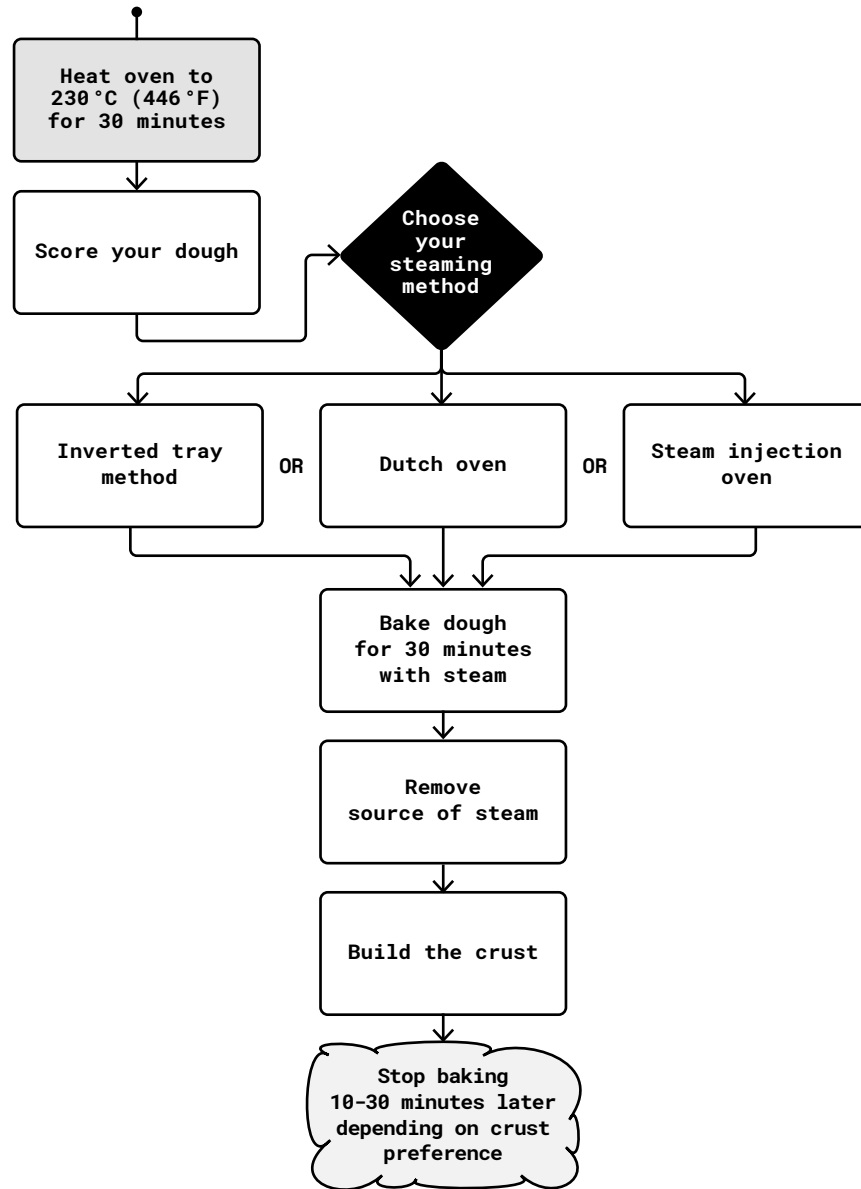 Heat oven to
230 °C (446 °F)
for 30 minutes
Score your dough
Choose
your
steaming
method
Inverted tray
method
OR
Dutch oven
OR
Steam injection
oven
Bake dough
for 30 minutes
with steam
Remove
source of steam
Build the crust
Stop baking
10–30 minutes later
depending on crust
preference